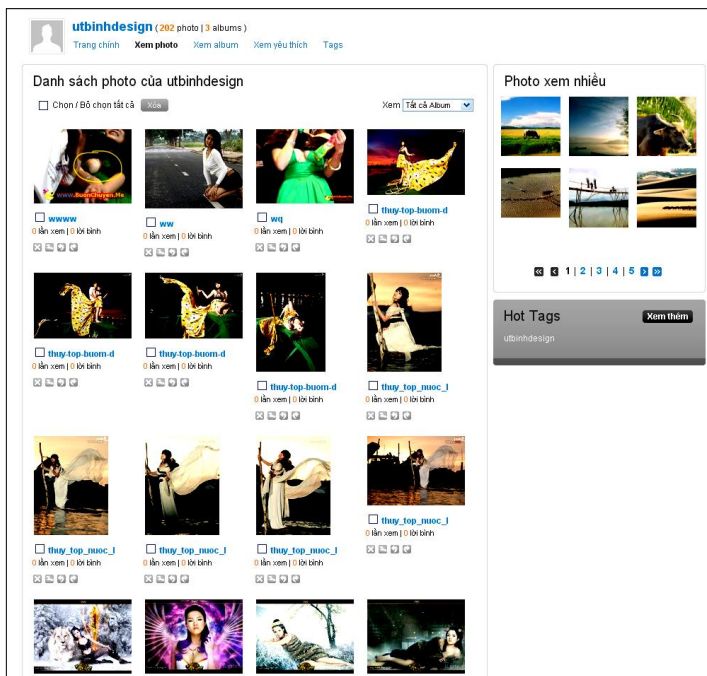 utbinhdesign ( 202 photo | 3 albums )
Trang chính Xem photo Xem album Xem yêu thích Tags
Danh sách photo của utbinhdesign
Chọn / Bỏ chọn tất cả Xóa Xem Tất cả Album
www.BuonChuyen.Me
wwww
0 lần xem | 0 lời bình
ww
0 lần xem | 0 lời bình
wq
0 lần xem | 0 lời bình
thuy-top-buom-d
0 lần xem | 0 lời bình
thuy-top-buom-d
0 lần xem | 0 lời bình
thuy-top-buom-d
0 lần xem | 0 lời bình
thuy-top-buom-d
0 lần xem | 0 lời bình
thuy_top_nuoc_l
0 lần xem | 0 lời bình
thuy_top_nuoc_l
0 lần xem | 0 lời bình
thuy_top_nuoc_l
0 lần xem | 0 lời bình
thuy_top_nuoc_l
0 lần xem | 0 lời bình
thuy_top_nuoc_l
0 lần xem | 0 lời bình
Photo xem nhiều
1 | 2 | 3 | 4 | 5
Hot Tags Xem thêm
utbinhdesign